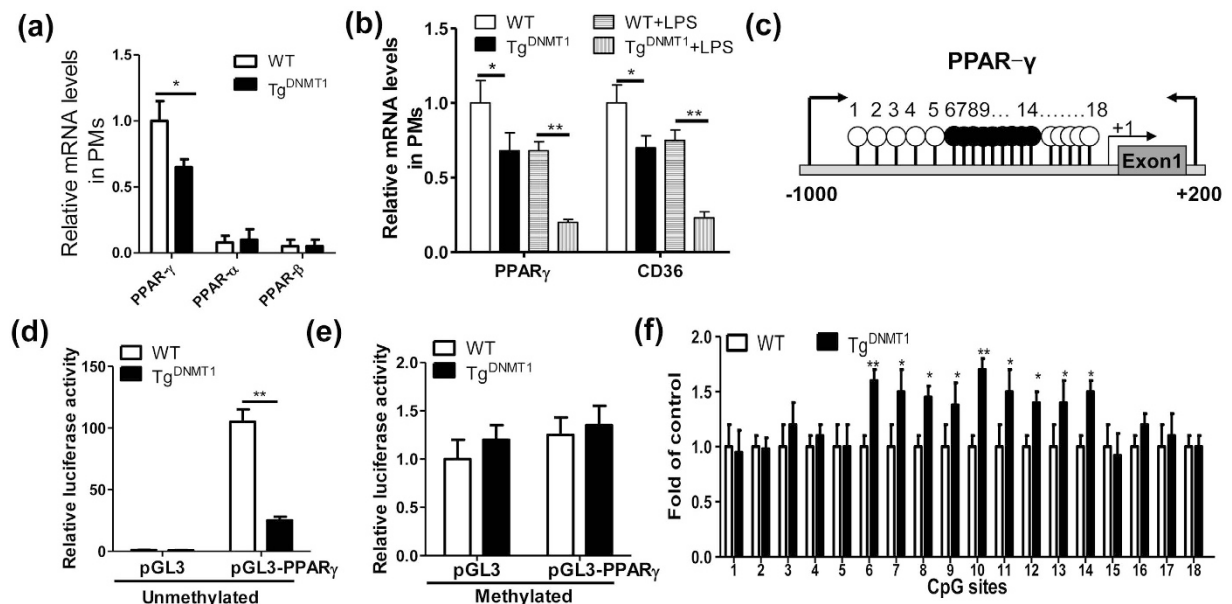 (a)
WT
Tg^DNMT1
Relative mRNA levels
in PMs
1.5
1.0
0.5
0.0
*
PPAR-γ
PPAR-α
PPAR-β
(b)
WT
Tg^DNMT1
WT+LPS
Tg^DNMT1+LPS
Relative mRNA levels
in PMs
1.5
1.0
0.5
0.0
*
**
*
**
PPARγ
CD36
(c)
PPAR-γ
1 2 3 4 5 6789... 14 ....... 18
+1
Exon1
-1000
+200
(d)
WT
Tg^DNMT1
Relative luciferase activity
150
100
50
0
**
pGL3
pGL3-PPARγ
Unmethylated
(e)
WT
Tg^DNMT1
Relative luciferase activity
2.0
1.5
1.0
0.5
0.0
pGL3
pGL3-PPARγ
Methylated
(f)
WT
Tg^DNMT1
Fold of control
2.0
1.5
1.0
0.5
0.0
** * * * ** * * * *
1 2 3 4 5 6 7 8 9 10 11 12 13 14 15 16 17 18
CpG sites